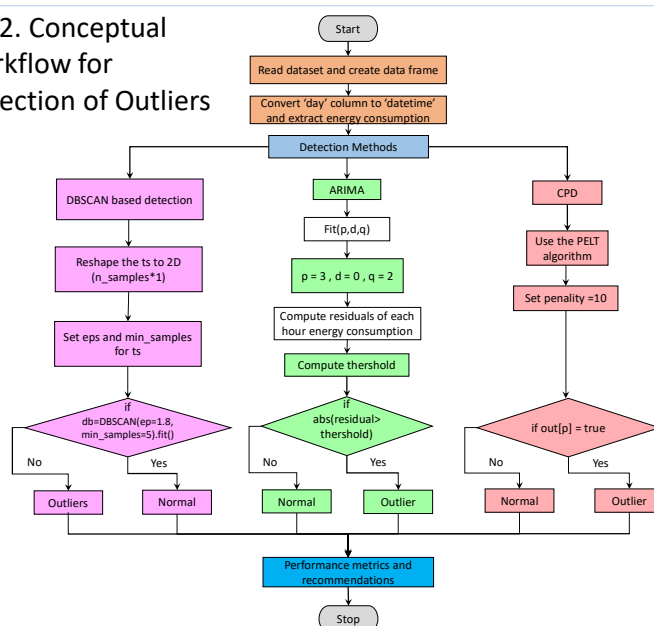 2. Conceptual
rkflow for
ection of Outliers
Start
Read dataset and create data frame
Convert 'day' column to 'datetime'
and extract energy consumption
Detection Methods
DBSCAN based detection
Reshape the ts to 2D
(n_samples*1)
Set eps and min_samples
for ts
if
db=DBSCAN(ep=1.8,
min_samples=5).fit()
No
Yes
Outliers
Normal
ARIMA
Fit(p,d,q)
p = 3 , d = 0 , q = 2
Compute residuals of each
hour energy consumption
Compute thershold
if
abs(residual>
thershold)
No
Yes
Normal
Outlier
CPD
Use the PELT
algorithm
Set penality =10
if out[p] = true
No
Yes
Normal
Outlier
Performance metrics and
recommendations
Stop